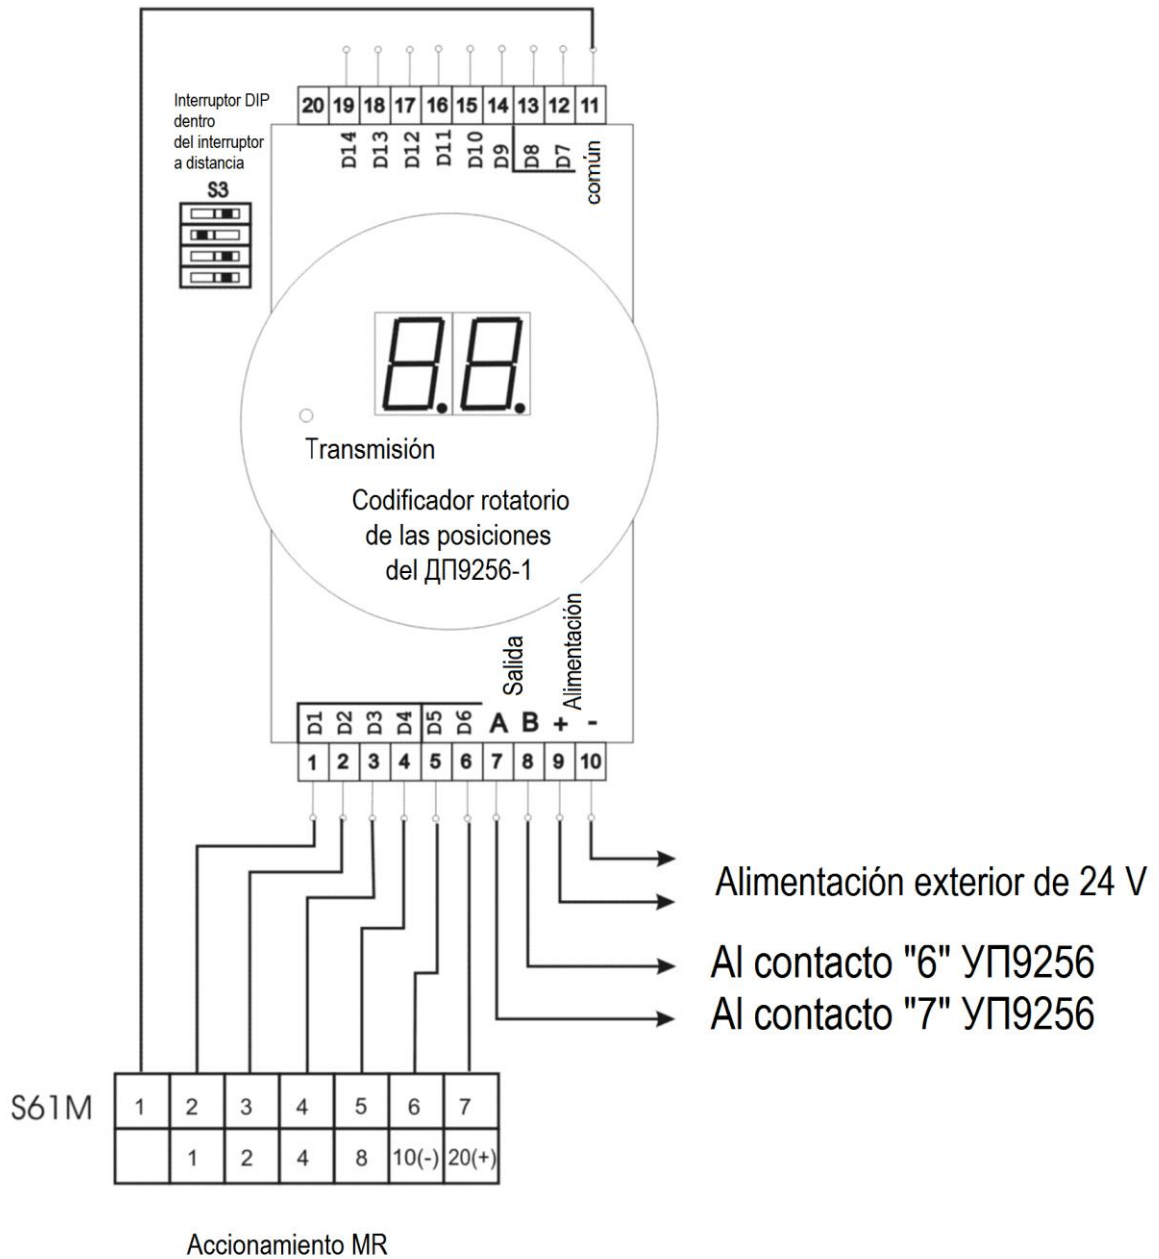 Interruptor DIP
dentro
del interruptor
a distancia
S3
20 19 18 17 16 15 14 13 12 11
D14 D13 D12 D11 D10 D9 D8 D7 común
Transmisión
Codificador rotatorio
de las posiciones
del ДП9256-1
Salida
Alimentación
D1 D2 D3 D4 D5 D6 A B + -
1 2 3 4 5 6 7 8 9 10
Alimentación exterior de 24 V
Al contacto "6" УП9256
Al contacto "7" УП9256
S61M 1 2 3 4 5 6 7
1 2 4 8 10(-) 20(+)
Accionamiento MR